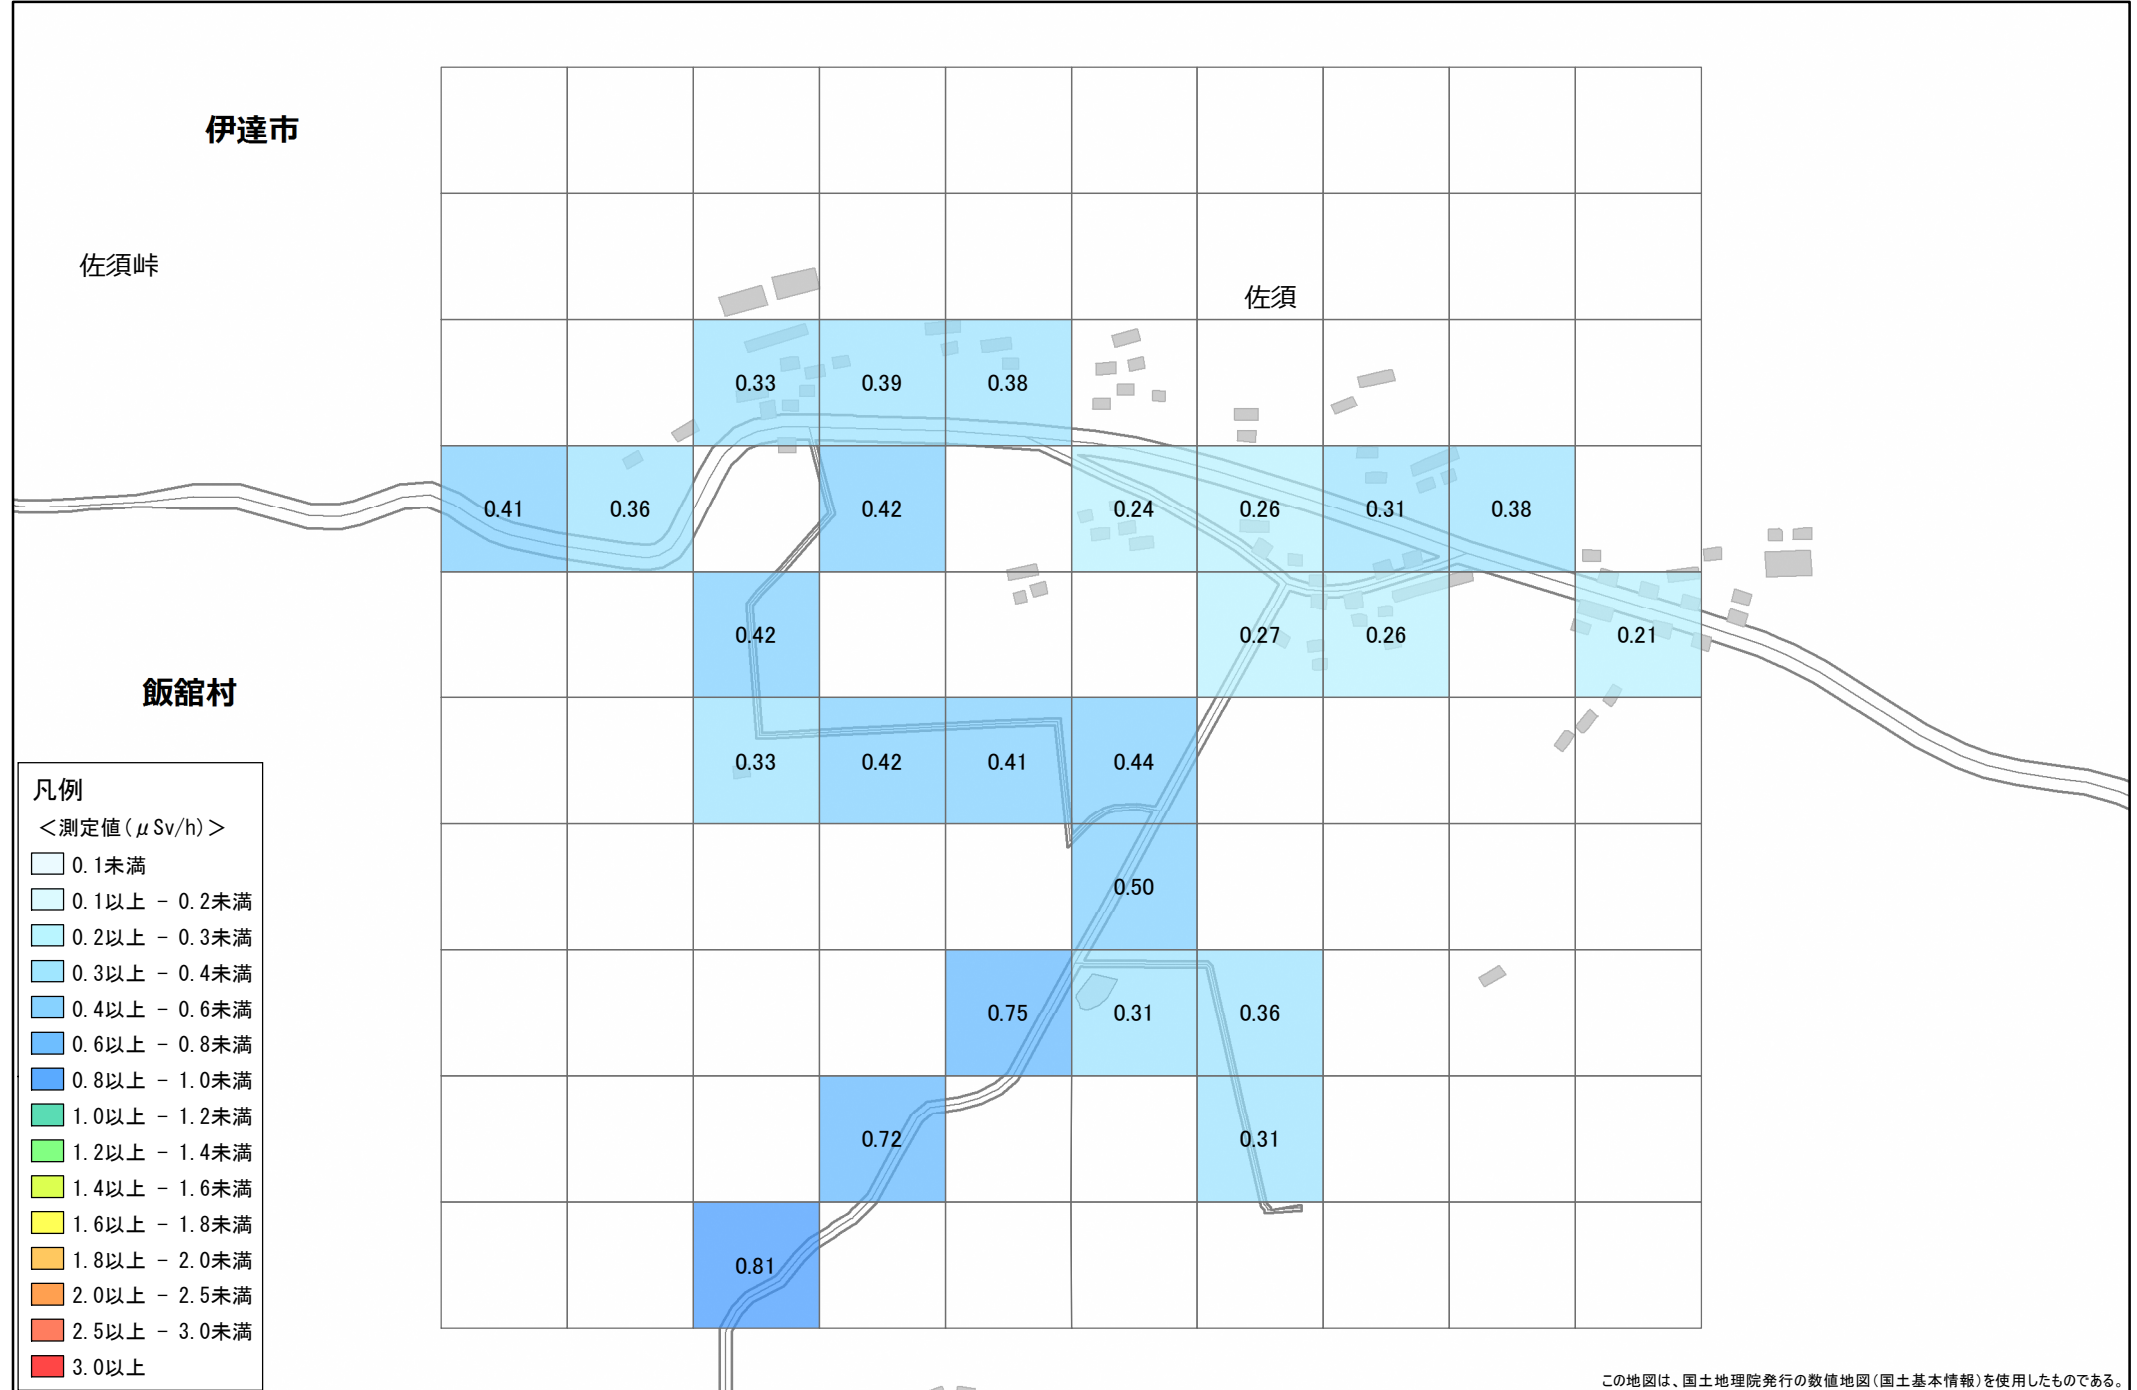 伊達市
佐須峠
佐須
0.33 0.39 0.38
0.41 0.36 0.42 0.24 0.26 0.31 0.38
0.42 0.27 0.26 0.21
飯舘村
0.33 0.42 0.41 0.44
0.50
0.75 0.31 0.36
0.72 0.31
0.81
凡例
＜測定値(μSv/h)＞
0.1未満
0.1以上 - 0.2未満
0.2以上 - 0.3未満
0.3以上 - 0.4未満
0.4以上 - 0.6未満
0.6以上 - 0.8未満
0.8以上 - 1.0未満
1.0以上 - 1.2未満
1.2以上 - 1.4未満
1.4以上 - 1.6未満
1.6以上 - 1.8未満
1.8以上 - 2.0未満
2.0以上 - 2.5未満
2.5以上 - 3.0未満
3.0以上
この地図は、国土地理院発行の数値地図(国土基本情報)を使用したものである。